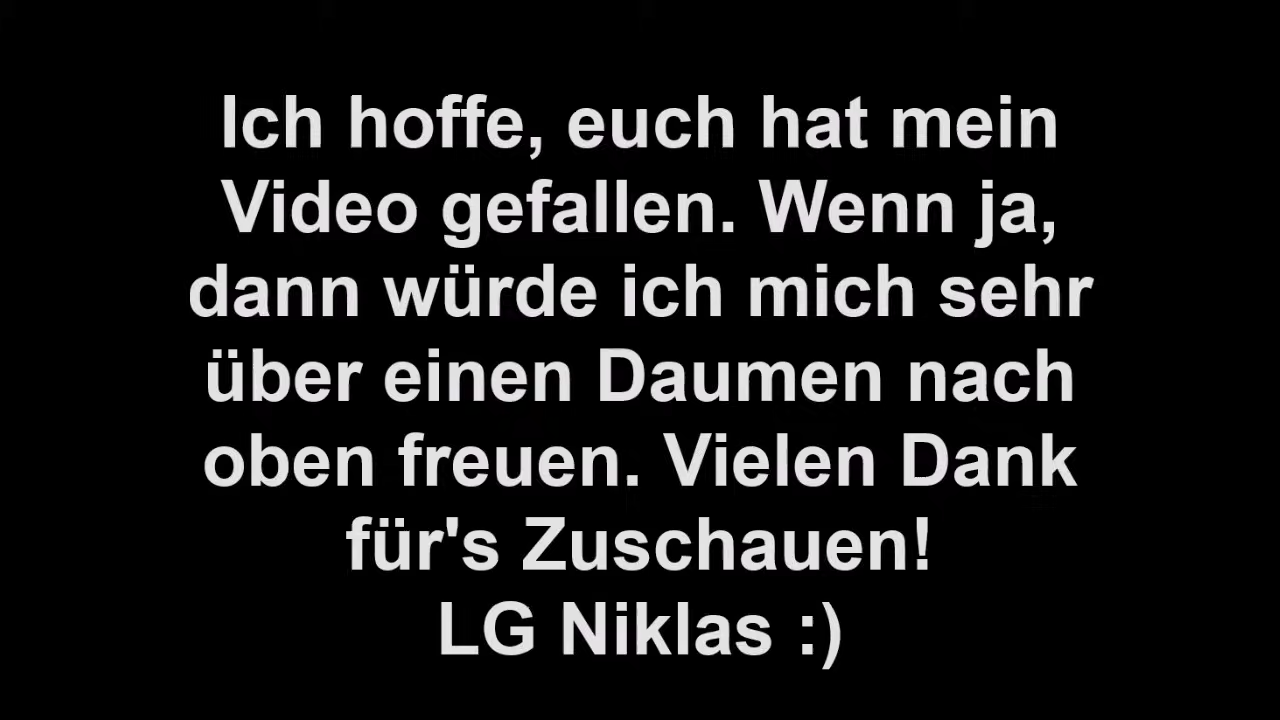 Ich hoffe, euch hat mein
Video gefallen. Wenn ja,
dann würde ich mich sehr
über einen Daumen nach
oben freuen. Vielen Dank
für's Zuschauen!
LG Niklas :)